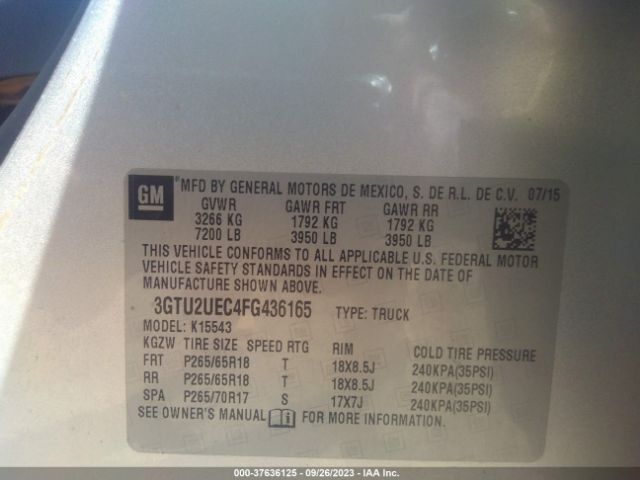 GM
MFD BY GENERAL MOTORS DE MEXICO, S. DE R.L. DE C.V. 07/15
GVWR GAWR FRT GAWR RR
3266 KG 1792 KG 1792 KG
7200 LB 3950 LB 3950 LB
THIS VEHICLE CONFORMS TO ALL APPLICABLE U.S. FEDERAL MOTOR
VEHICLE SAFETY STANDARDS IN EFFECT ON THE DATE OF
MANUFACTURE SHOWN ABOVE.
3GTU2UEC4FG436165 TYPE: TRUCK
MODEL: K15543
KGZW TIRE SIZE SPEED RTG RIM COLD TIRE PRESSURE
FRT P265/65R18 T 18X8.5J 240KPA(35PSI)
RR P265/65R18 T 18X8.5J 240KPA(35PSI)
SPA P265/70R17 S 17X7J 240KPA(35PSI)
SEE OWNER'S MANUAL FOR MORE INFORMATION.
000-37636125 - 09/26/2023 - IAA Inc.